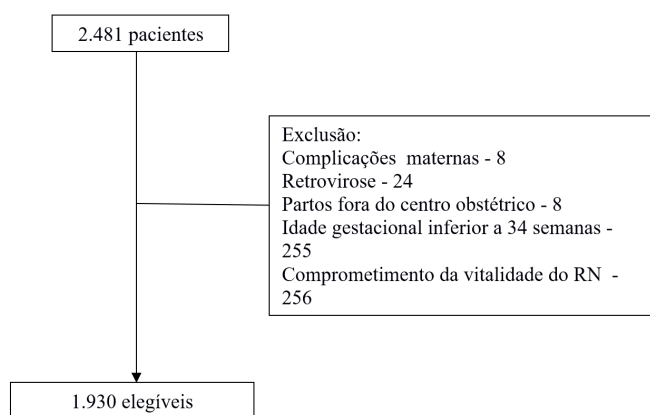 2.481 pacientes
Exclusão:
Complicações maternas - 8
Retrovirose - 24
Partos fora do centro obstétrico - 8
Idade gestacional inferior a 34 semanas -
255
Comprometimento da vitalidade do RN -
256
1.930 elegíveis